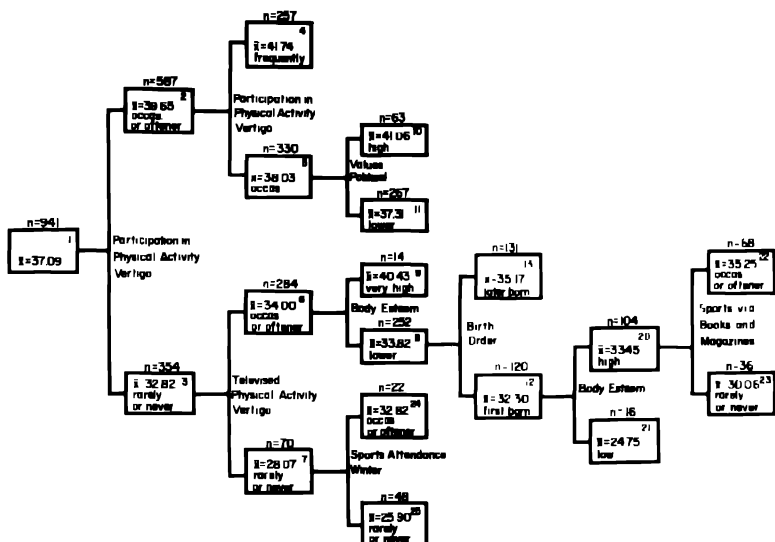 n=941
1
x̄=37.09
Participation in
Physical Activity
Vertigo
n=587
2
x̄=39.65
occas
or oftener
n=354
3
x̄ 32.82
rarely
or never
Participation in
Physical Activity
Vertigo
n=257
4
x̄=41.74
frequently
n=330
x̄=38.03
occas
Values
Political
n=63
10
x̄=41.06
high
n=267
11
x̄=37.31
lower
Televised
Physical Activity
Vertigo
n=284
6
x̄=34.00
occas
or oftener
n=70
7
x̄=28.07
rarely
or never
Body Esteem
n=14
x̄=40.43
very high
n=252
x̄=33.82
lower
Sports Attendance
Winter
n=22
24
x̄=32.82
occas
or oftener
n=48
25
x̄=25.90
rarely
or never
Birth
Order
n=131
x̄-35.17
later born
n-120
12
x̄=32.30
first born
Body Esteem
n=104
20
x̄=33.45
high
n=16
21
x̄=24.75
low
Sports via
Books and
Magazines
n-68
22
x̄=35.25
occas
or oftener
n-36
23
x̄ 30.06
rarely
or never